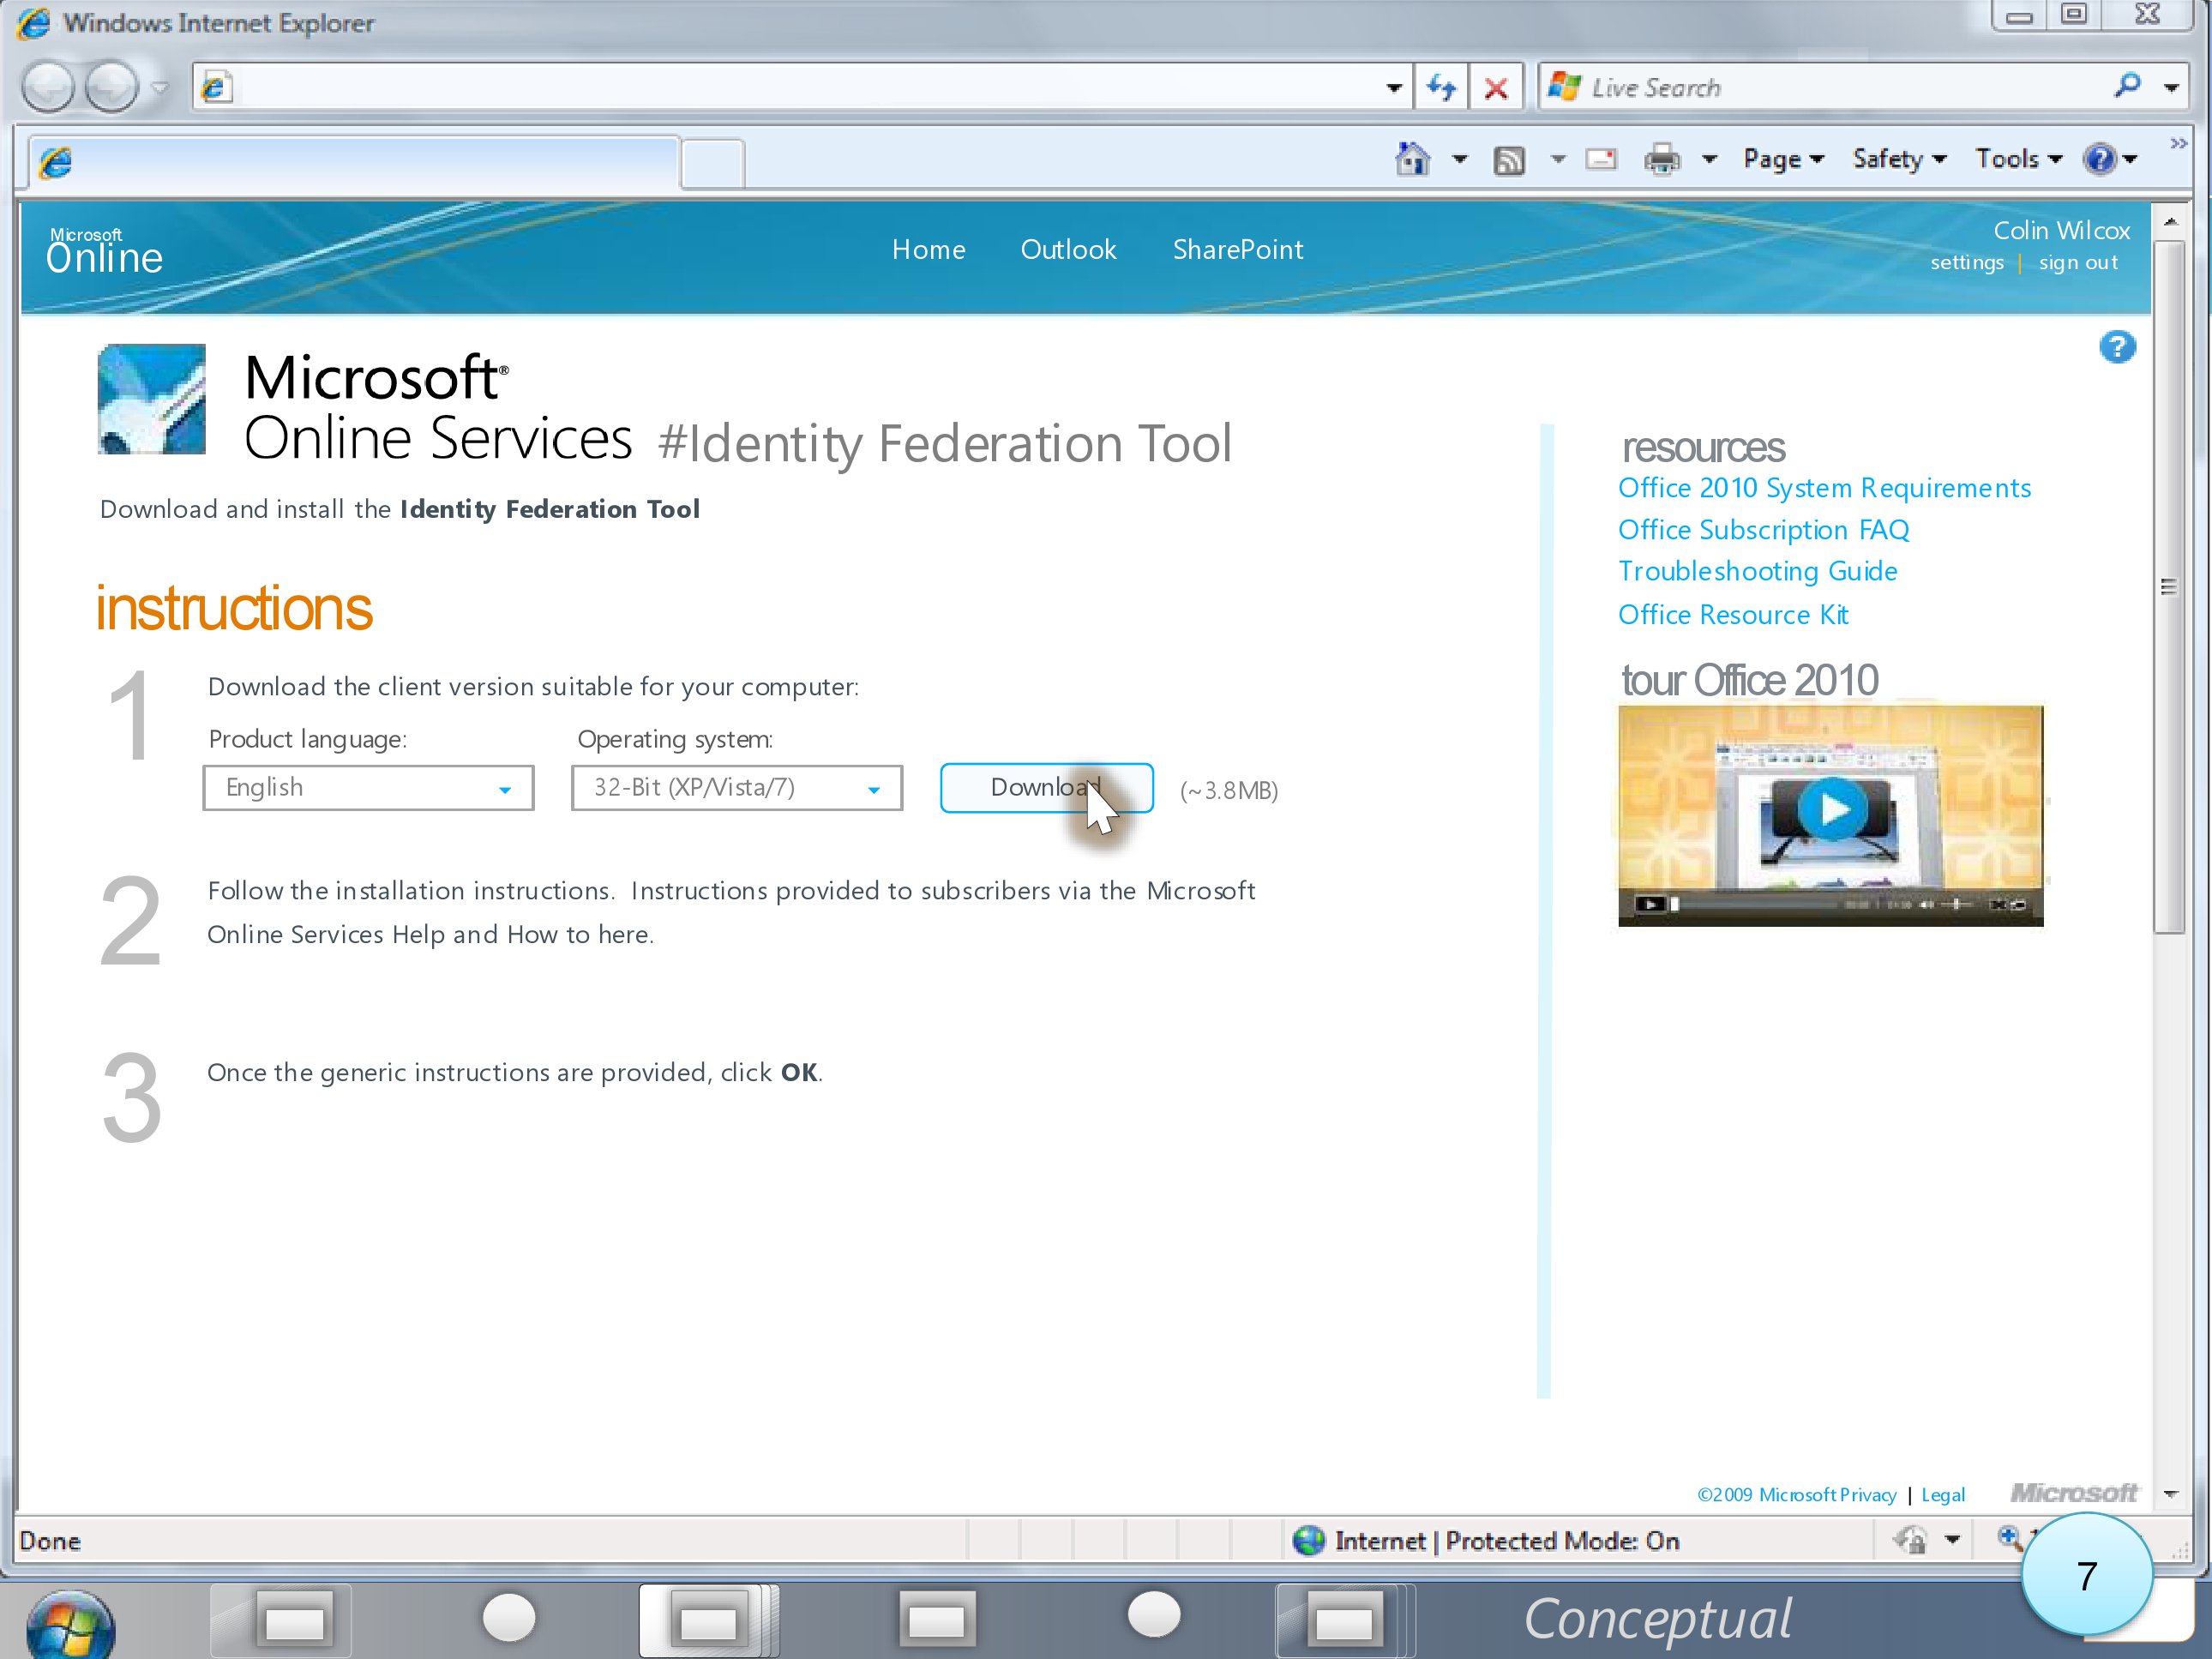 Windows Internet Explorer
Live Search
Page
Safety
Tools
Microsoft
Online
Home
Outlook
SharePoint
Colin Wilcox
settings | sign out
Microsoft®
Online Services #Identity Federation Tool
Download and install the Identity Federation Tool
instructions
1
Download the client version suitable for your computer:
Product language:
Operating system:
English
32-Bit (XP/Vista/7)
Download
(~3.8MB)
2
Follow the installation instructions.  Instructions provided to subscribers via the Microsoft
Online Services Help and How to here.
3
Once the generic instructions are provided, click OK.
resources
Office 2010 System Requirements
Office Subscription FAQ
Troubleshooting Guide
Office Resource Kit
tour Office 2010
©2009 Microsoft Privacy | Legal
Microsoft
Done
Internet | Protected Mode: On
7
Conceptual